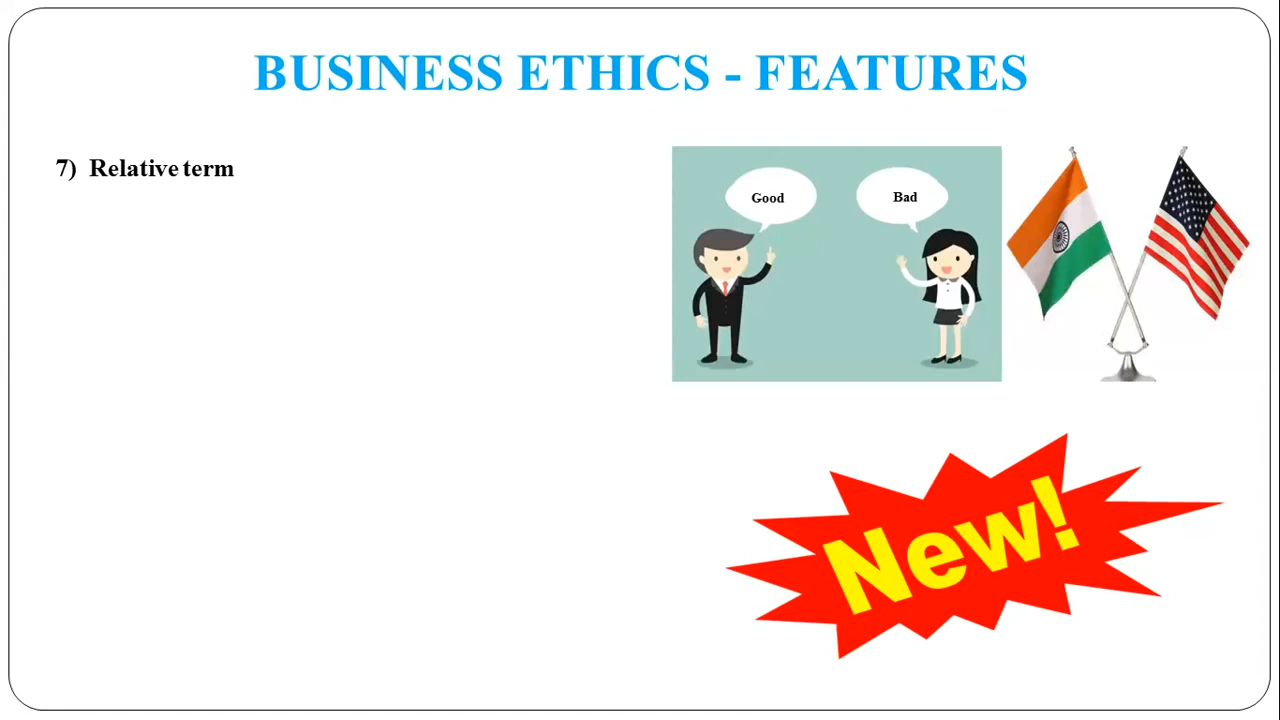 BUSINESS ETHICS - FEATURES
7) Relative term
Good
Bad
New!